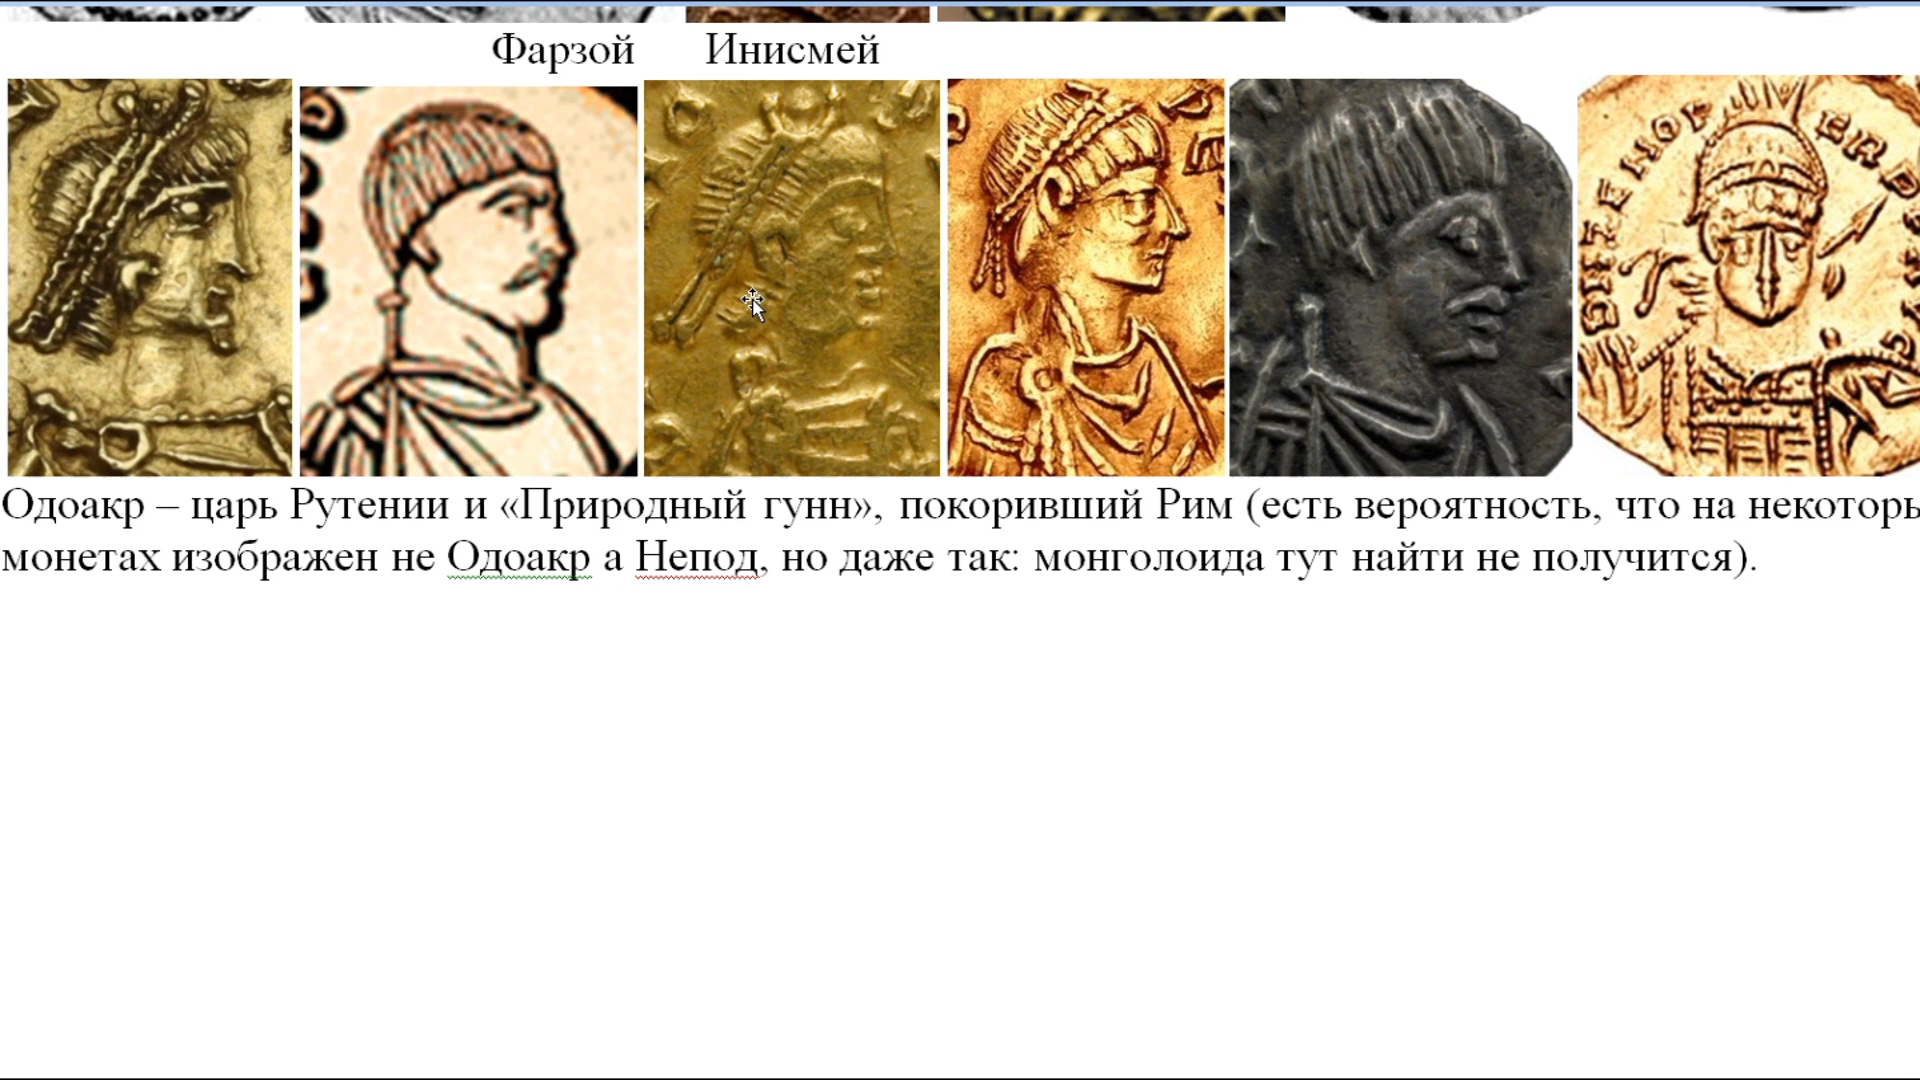 Фарзой Инисмей
Одоакр – царь Рутении и «Природный гунн», покоривший Рим (есть вероятность, что на некоторы
монетах изображен не Одоакр а Непод, но даже так: монголоида тут найти не получится).